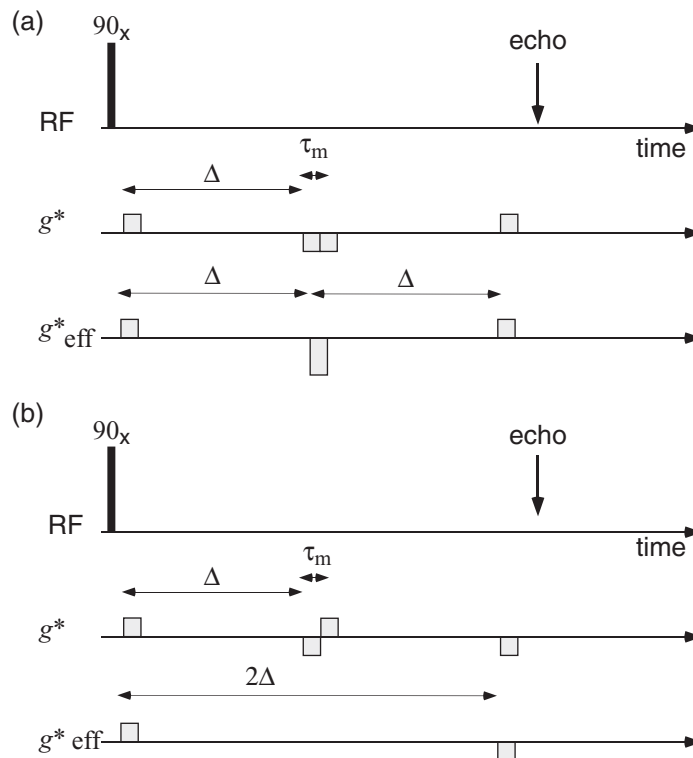 (a)
90x
echo
RF
time
τm
Δ
g*
Δ
Δ
g*eff
(b)
90x
echo
RF
time
τm
Δ
g*
2Δ
g* eff